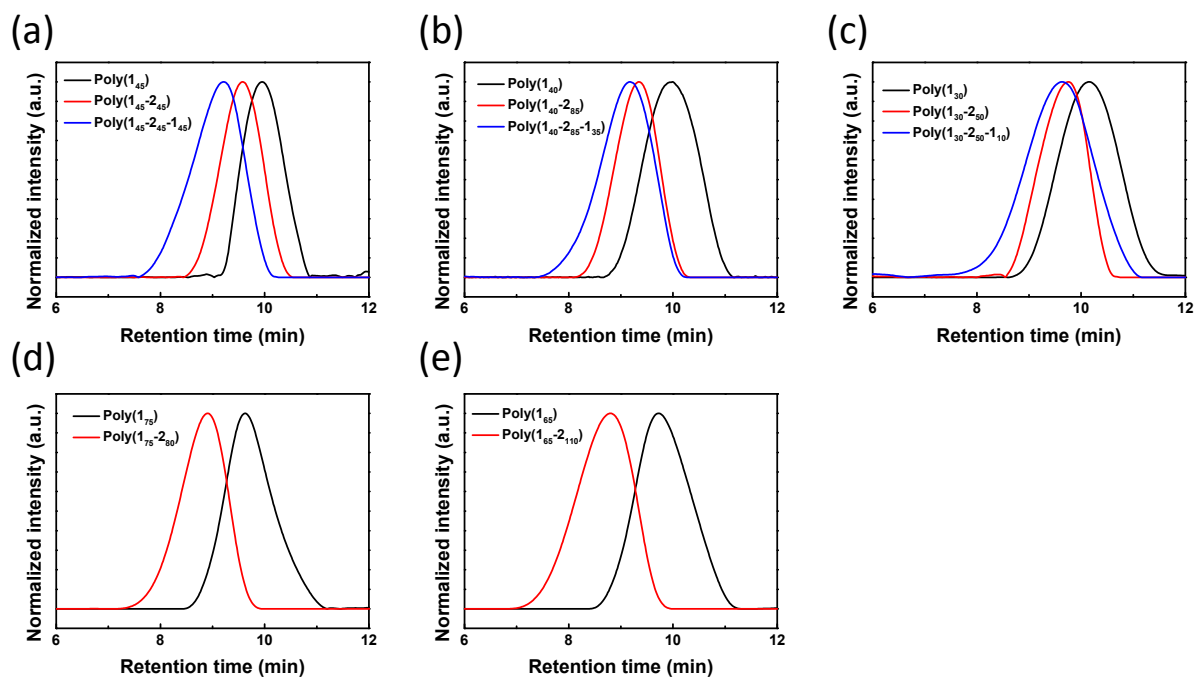 (a)
(b)
(c)
Normalized intensity (a.u.)
Poly(1₄₅)
Poly(1₄₅-2₄₅)
Poly(1₄₅-2₄₅-1₄₅)
6 8 10 12
Retention time (min)
Normalized intensity (a.u.)
Poly(1₄₀)
Poly(1₄₀-2₈₅)
Poly(1₄₀-2₈₅-1₃₅)
6 8 10 12
Retention time (min)
Normalized intensity (a.u.)
Poly(1₃₀)
Poly(1₃₀-2₅₀)
Poly(1₃₀-2₅₀-1₁₀)
6 8 10 12
Retention time (min)
(d)
(e)
Normalized intensity (a.u.)
Poly(1₇₅)
Poly(1₇₅-2₈₀)
6 8 10 12
Retention time (min)
Normalized intensity (a.u.)
Poly(1₆₅)
Poly(1₆₅-2₁₁₀)
6 8 10 12
Retention time (min)